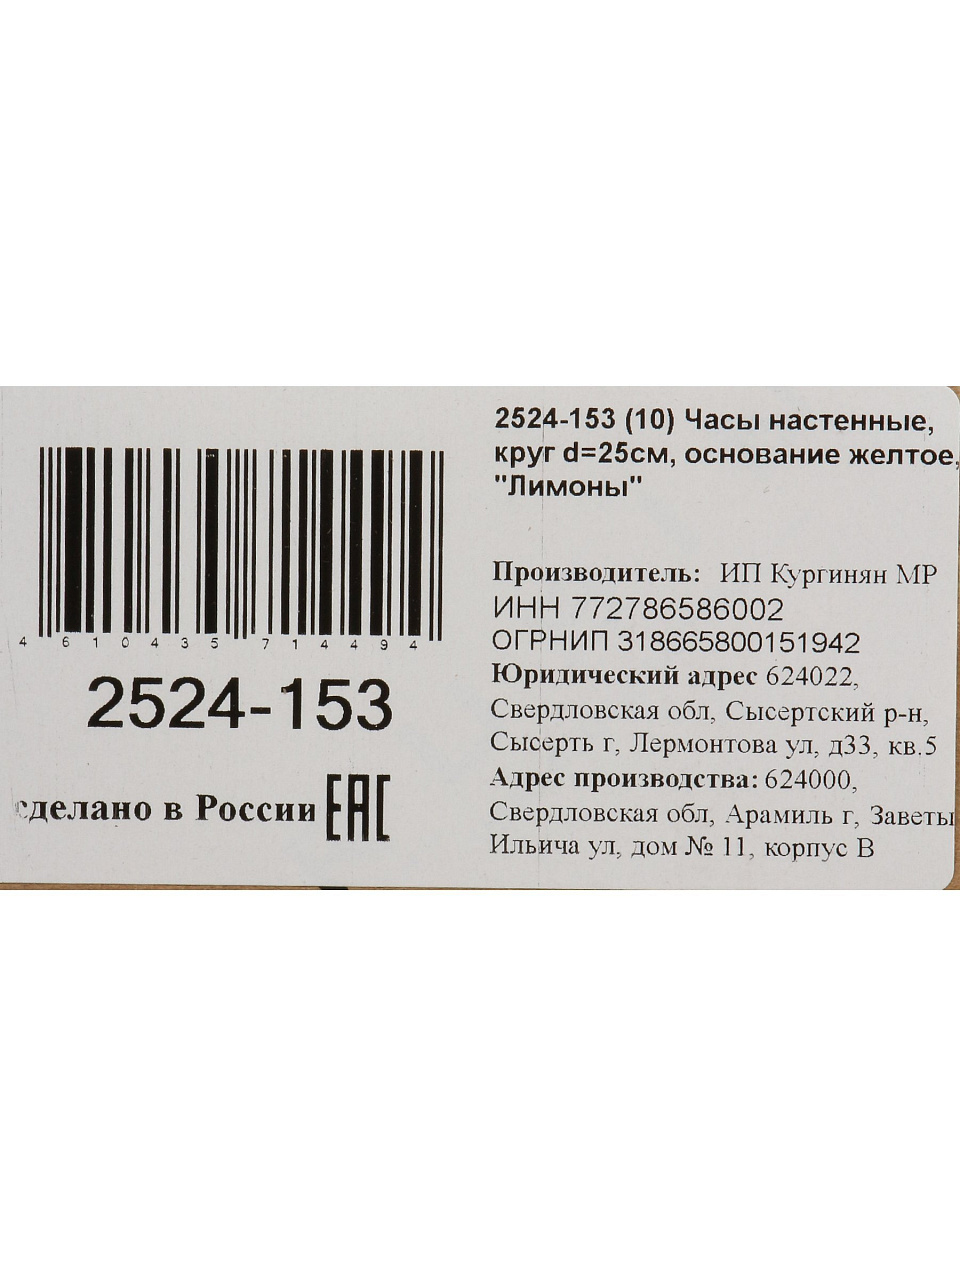 4 610435 714494
2524-153
сделано в России ЕАС
2524-153 (10) Часы настенные,
круг d=25см, основание желтое,
"Лимоны"
Производитель: ИП Кургинян МР
ИНН 772786586002
ОГРНИП 318665800151942
Юридический адрес 624022,
Свердловская обл, Сысертский р-н,
Сысерть г, Лермонтова ул, д33, кв.5
Адрес производства: 624000,
Свердловская обл, Арамиль г, Заветы
Ильича ул, дом № 11, корпус В